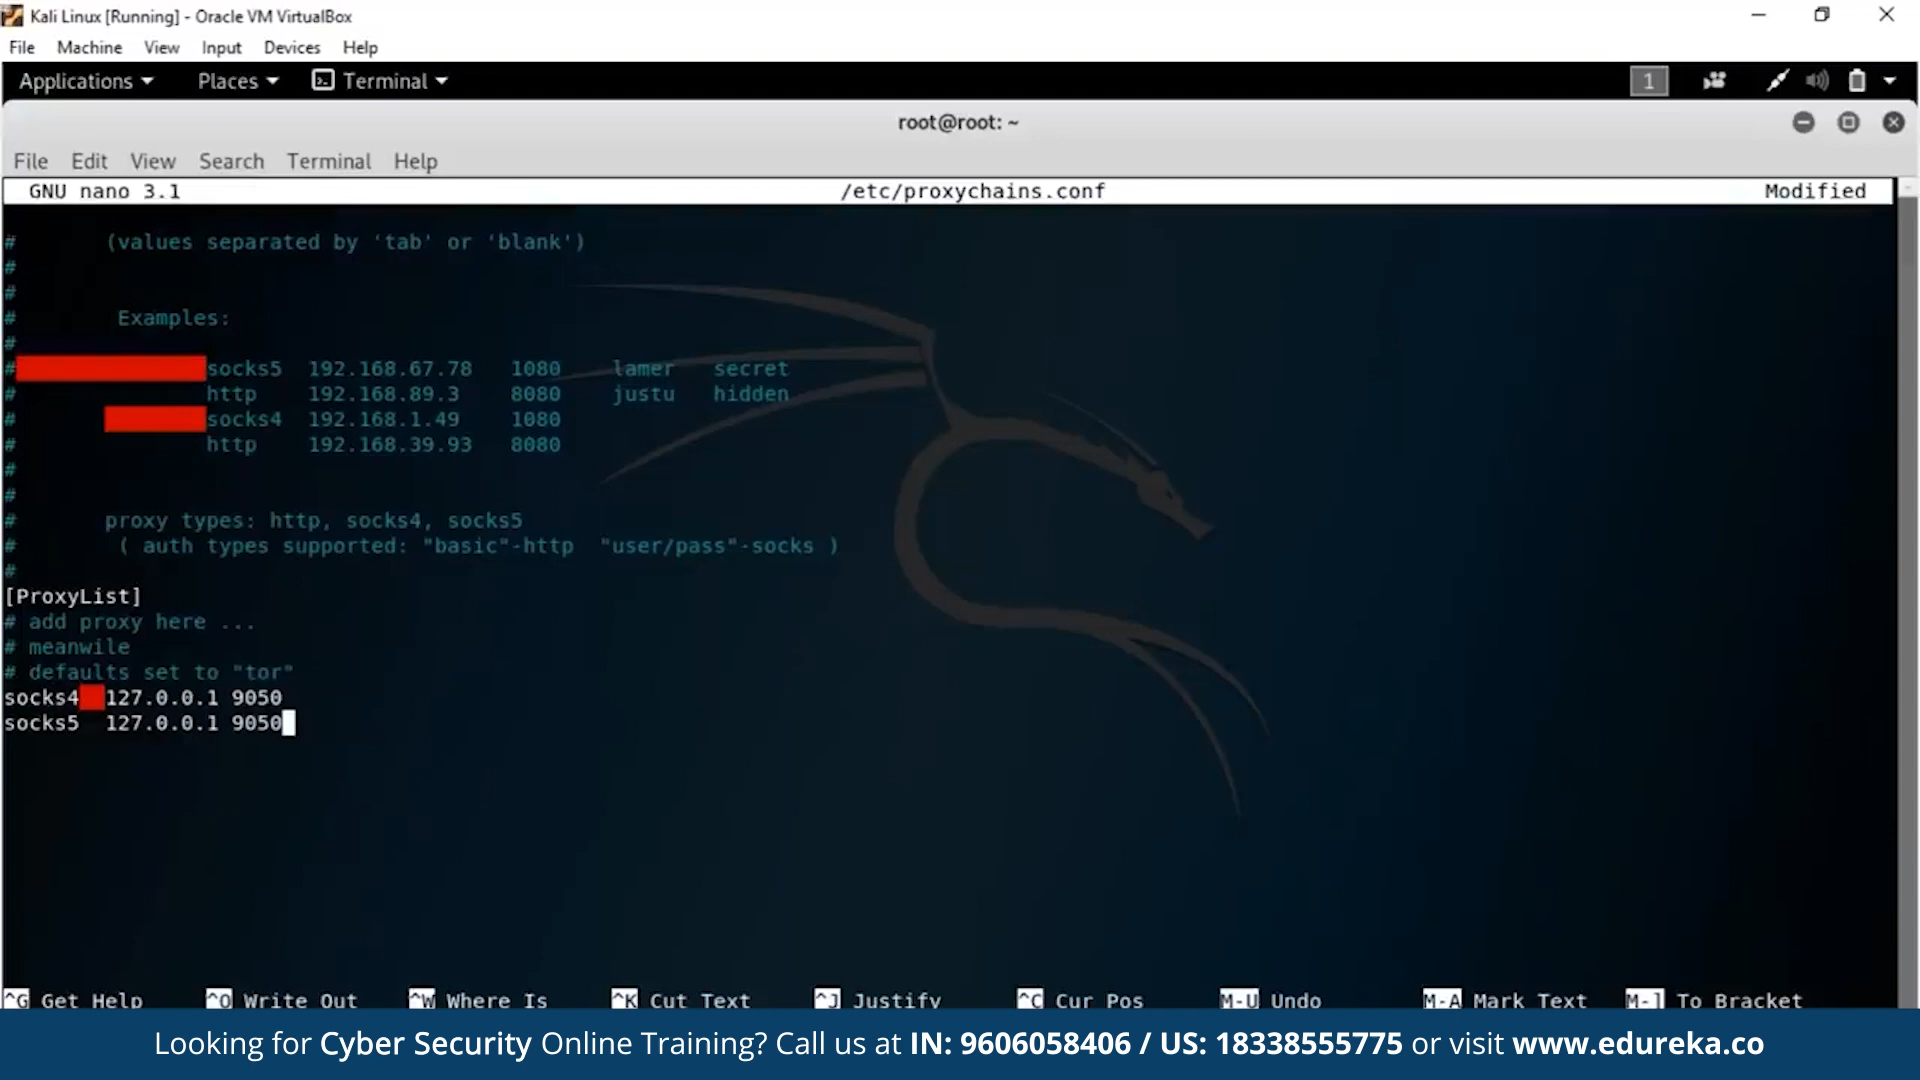 Kali Linux [Running] - Oracle VM VirtualBox
File Machine View Input Devices Help
Applications Places Terminal 1
root@root: ~
File Edit View Search Terminal Help
GNU nano 3.1 /etc/proxychains.conf Modified
# (values separated by 'tab' or 'blank')
#
#
# Examples:
#
# socks5 192.168.67.78 1080 lamer secret
# http 192.168.89.3 8080 justu hidden
# socks4 192.168.1.49 1080
# http 192.168.39.93 8080
#
#
# proxy types: http, socks4, socks5
# ( auth types supported: "basic"-http "user/pass"-socks )
#
[ProxyList]
# add proxy here ...
# meanwile
# defaults set to "tor"
socks4 127.0.0.1 9050
socks5 127.0.0.1 9050
^G Get Help ^O Write Out ^W Where Is ^K Cut Text ^J Justify ^C Cur Pos M-U Undo M-A Mark Text M-] To Bracket
Looking for Cyber Security Online Training? Call us at IN: 9606058406 / US: 18338555775 or visit www.edureka.co